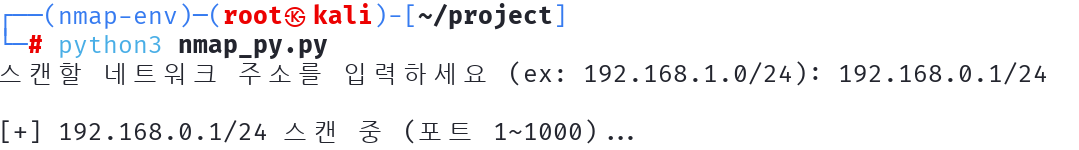 ┌──(nmap-env)─(root㉿kali)-[~/project]
└─# python3 nmap_py.py
스캔할 네트워크 주소를 입력하세요 (ex: 192.168.1.0/24): 192.168.0.1/24
[+] 192.168.0.1/24 스캔 중 (포트 1~1000)...